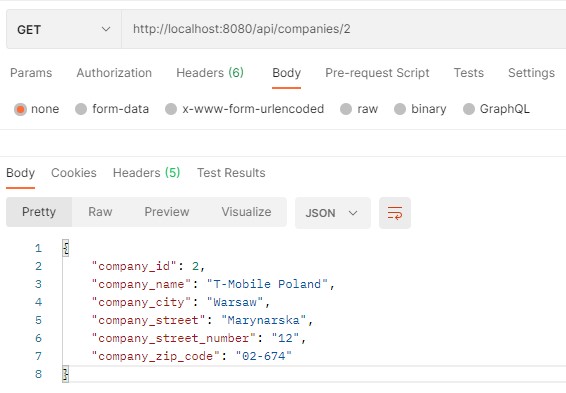 GET http://localhost:8080/api/companies/2
Params Authorization Headers (6) Body Pre-request Script Tests Settings
none form-data x-www-form-urlencoded raw binary GraphQL
Body Cookies Headers (5) Test Results
Pretty Raw Preview Visualize JSON
1 {
2 "company_id": 2,
3 "company_name": "T-Mobile Poland",
4 "company_city": "Warsaw",
5 "company_street": "Marynarska",
6 "company_street_number": "12",
7 "company_zip_code": "02-674"
8 }